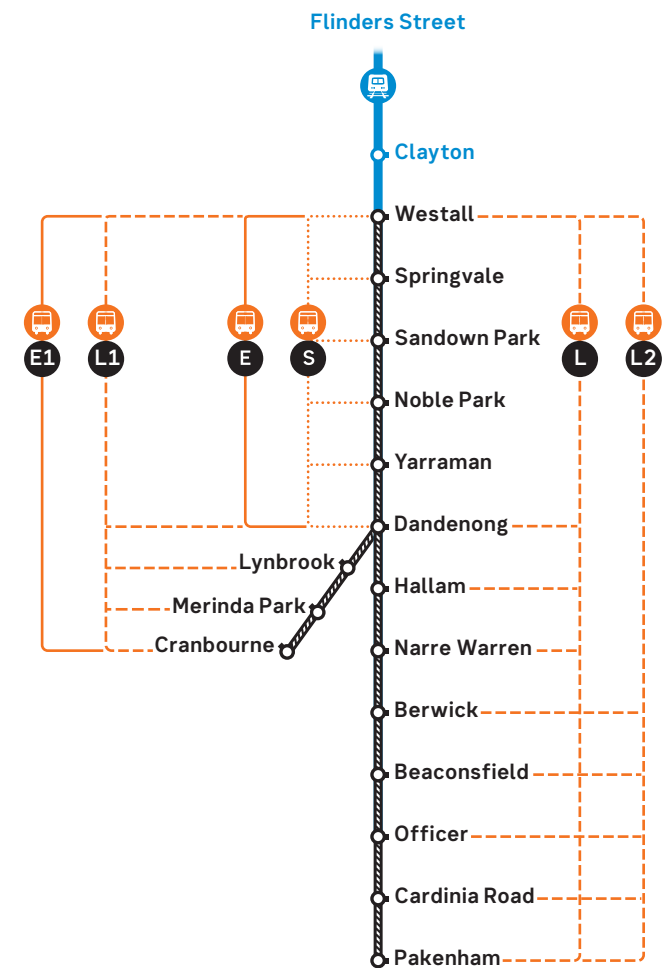 Flinders Street
Clayton
Westall
Springvale
Sandown Park
E1
L1
E
S
L
L2
Noble Park
Yarraman
Dandenong
Lynbrook
Hallam
Merinda Park
Cranbourne
Narre Warren
Berwick
Beaconsfield
Officer
Cardinia Road
Pakenham